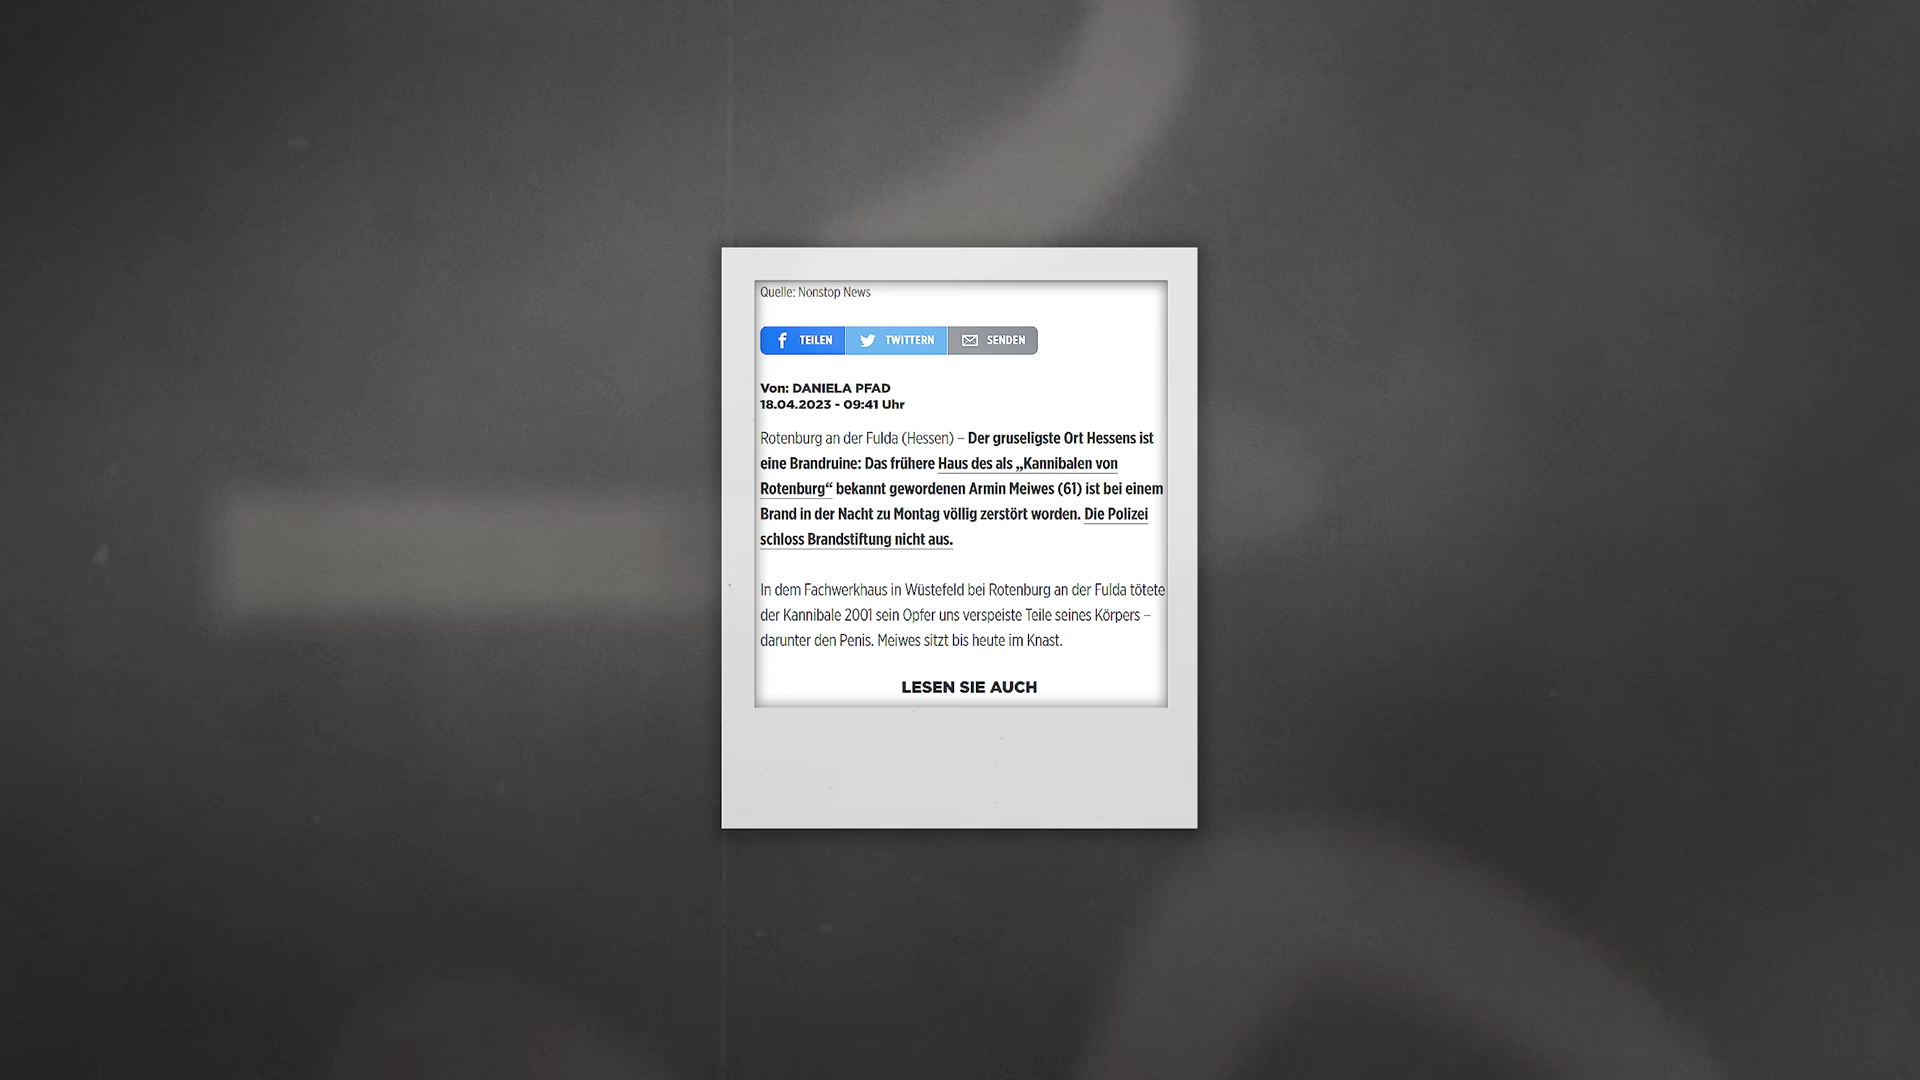 Quelle: Nonstop News
TEILEN TWITTERN SENDEN
Von: DANIELA PFAD
18.04.2023 - 09:41 Uhr
Rotenburg an der Fulda (Hessen) – Der gruseligste Ort Hessens ist
eine Brandruine: Das frühere Haus des als „Kannibalen von
Rotenburg“ bekannt gewordenen Armin Meiwes (61) ist bei einem
Brand in der Nacht zu Montag völlig zerstört worden. Die Polizei
schloss Brandstiftung nicht aus.
In dem Fachwerkhaus in Wüstefeld bei Rotenburg an der Fulda tötete
der Kannibale 2001 sein Opfer uns verspeiste Teile seines Körpers –
darunter den Penis. Meiwes sitzt bis heute im Knast.
LESEN SIE AUCH